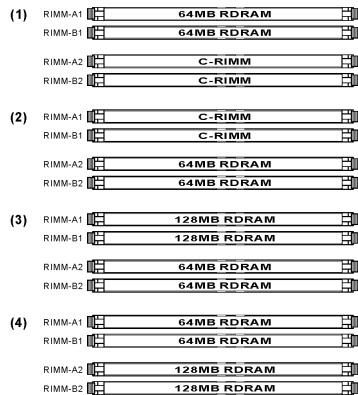 (1) RIMM-A1 64MB RDRAM
RIMM-B1 64MB RDRAM
RIMM-A2 C-RIMM
RIMM-B2 C-RIMM
(2) RIMM-A1 C-RIMM
RIMM-B1 C-RIMM
RIMM-A2 64MB RDRAM
RIMM-B2 64MB RDRAM
(3) RIMM-A1 128MB RDRAM
RIMM-B1 128MB RDRAM
RIMM-A2 64MB RDRAM
RIMM-B2 64MB RDRAM
(4) RIMM-A1 64MB RDRAM
RIMM-B1 64MB RDRAM
RIMM-A2 128MB RDRAM
RIMM-B2 128MB RDRAM